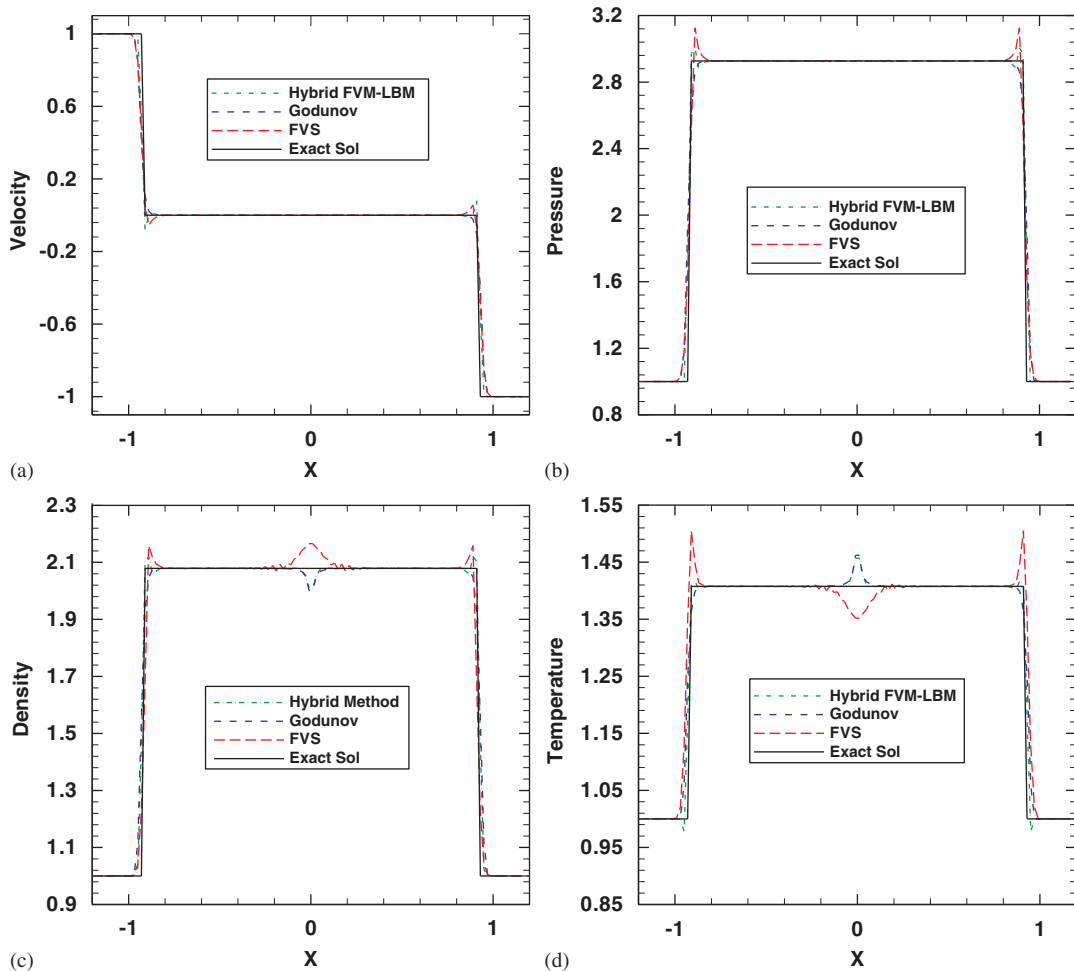 1
0.6
0.2
-0.2
-0.6
-1
Velocity
Hybrid FVM-LBM
Godunov
FVS
Exact Sol
-1
0
1
X
(a)
3.2
2.8
2.4
2
1.6
1.2
0.8
Pressure
Hybrid FVM-LBM
Godunov
FVS
Exact Sol
-1
0
1
X
(b)
2.3
2.1
1.9
1.7
1.5
1.3
1.1
0.9
Density
Hybrid Method
Godunov
FVS
Exact Sol
-1
0
1
X
(c)
1.55
1.45
1.35
1.25
1.15
1.05
0.95
0.85
Temperature
Hybrid FVM-LBM
Godunov
FVS
Exact Sol
-1
0
1
X
(d)